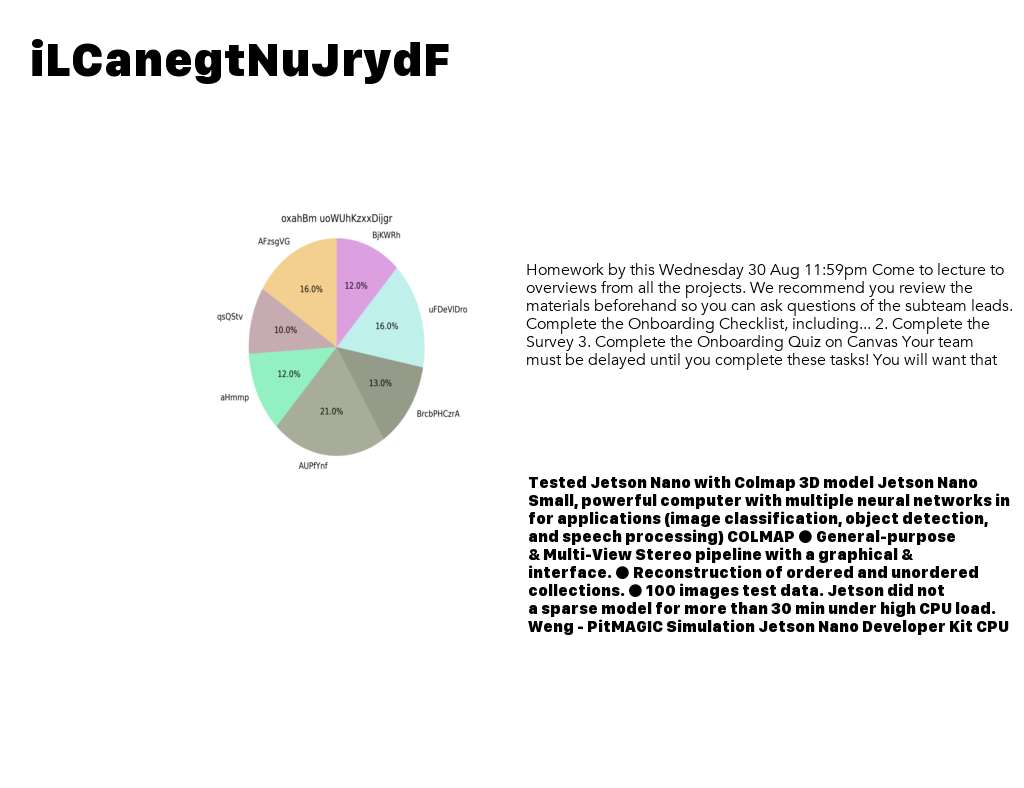 iLCanegtNuJrydF
oxahBm uoWUhKzxxDijgr
BjKWRh
AFzsgVG
16.0%
12.0%
uFDeVlDro
qsQStv
16.0%
10.0%
12.0%
13.0%
aHmmp
21.0%
BrcbPHCzrA
AUPfYnf
Homework by this Wednesday 30 Aug 11:59pm Come to lecture to
overviews from all the projects. We recommend you review the
materials beforehand so you can ask questions of the subteam leads.
Complete the Onboarding Checklist, including... 2. Complete the
Survey 3. Complete the Onboarding Quiz on Canvas Your team
must be delayed until you complete these tasks! You will want that
Tested Jetson Nano with Colmap 3D model Jetson Nano
Small, powerful computer with multiple neural networks in
for applications (image classification, object detection,
and speech processing) COLMAP ● General-purpose
& Multi-View Stereo pipeline with a graphical &
interface. ● Reconstruction of ordered and unordered
collections. ● 100 images test data. Jetson did not
a sparse model for more than 30 min under high CPU load.
Weng - PitMAGIC Simulation Jetson Nano Developer Kit CPU